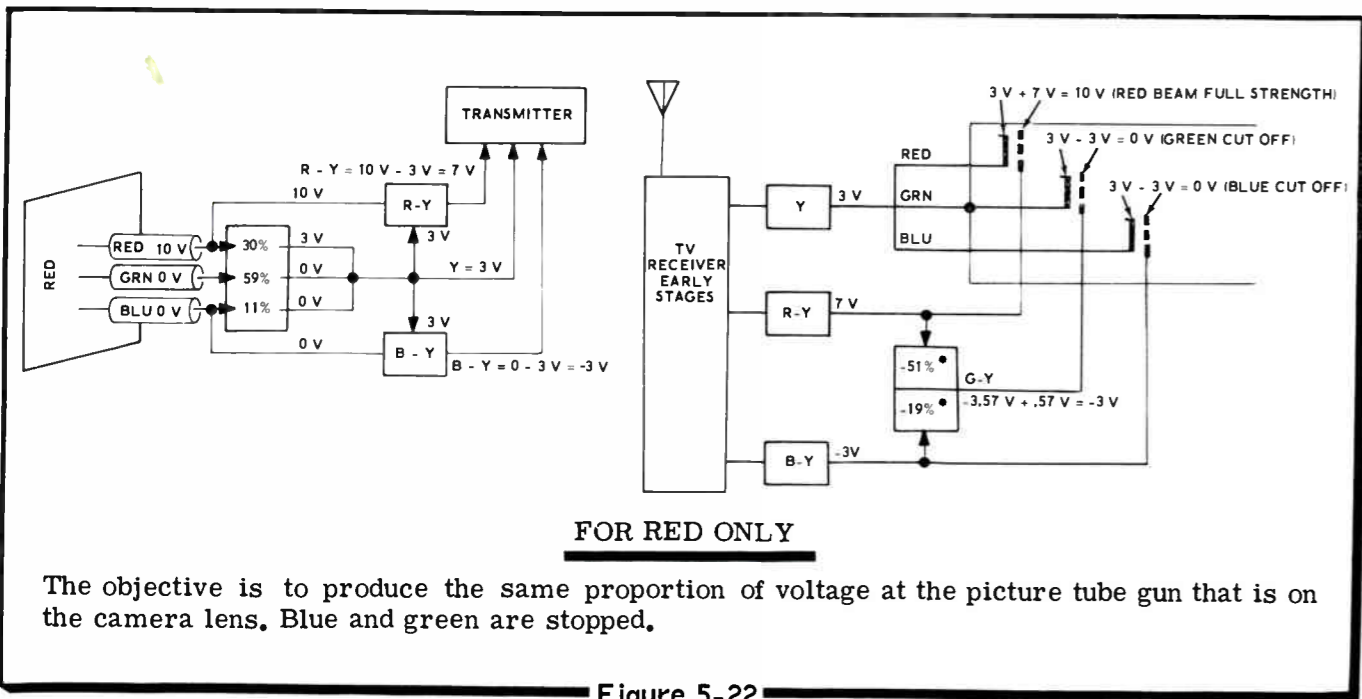 TRANSMITTER
R - Y = 10 V - 3 V = 7 V
10 V
R-Y
3 V
RED
RED 10 V
GRN 0 V
BLU 0 V
30%
59%
11%
3 V
0 V
0 V
Y = 3 V
3 V
0 V
B - Y
B - Y = 0 - 3 V = -3 V
3 V + 7 V = 10 V (RED BEAM FULL STRENGTH)
3 V - 3 V = 0 V (GREEN CUT OFF)
3 V - 3 V = 0 V (BLUE CUT OFF)
RED
GRN
BLU
Y
3 V
TV
RECEIVER
EARLY
STAGES
R-Y
7 V
-51% •
-19% •
G-Y
-3.57 V + .57 V = -3 V
B-Y
-3V
FOR RED ONLY
The objective is to produce the same proportion of voltage at the picture tube gun that is on
the camera lens. Blue and green are stopped.
Figure 5-22